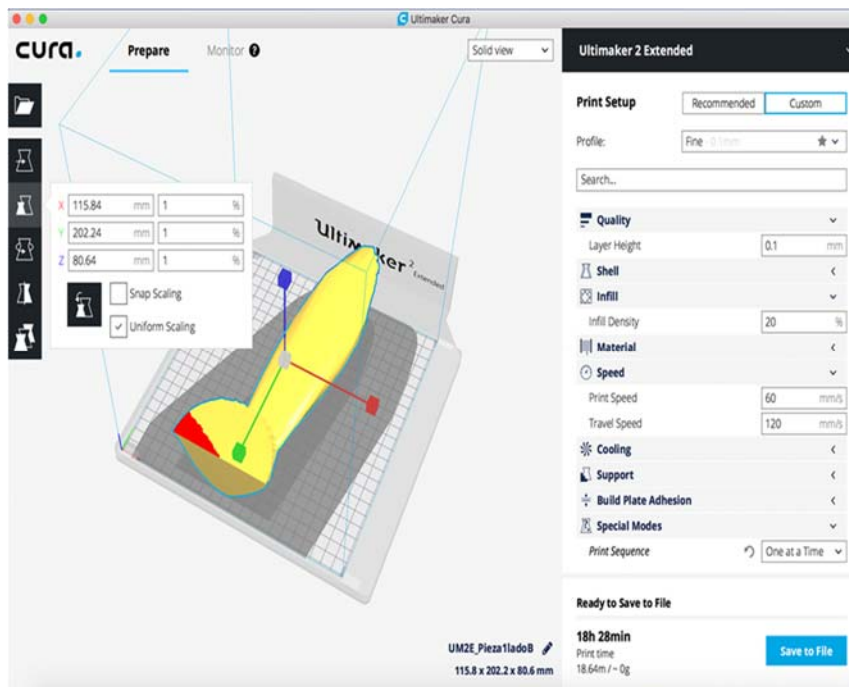 Ultimaker Cura
cura.
Prepare
Monitor ?
Solid view
Ultimaker 2 Extended
Print Setup
Recommended
Custom
Profile:
Fine - 0.1mm
Search...
Quality
Layer Height
0.1 mm
Shell
Infill
Infill Density
20 %
Material
Speed
Print Speed
60 mm/s
Travel Speed
120 mm/s
Cooling
Support
Build Plate Adhesion
Special Modes
Print Sequence
One at a Time
Ready to Save to File
18h 28min
Print time
18.64m / ~ 0g
Save to File
X 115.84 mm 1 %
Y 202.24 mm 1 %
Z 80.64 mm 1 %
Snap Scaling
Uniform Scaling
Ultimaker 2
Extended
UM2E_Pieza1ladoB
115.8 x 202.2 x 80.6 mm